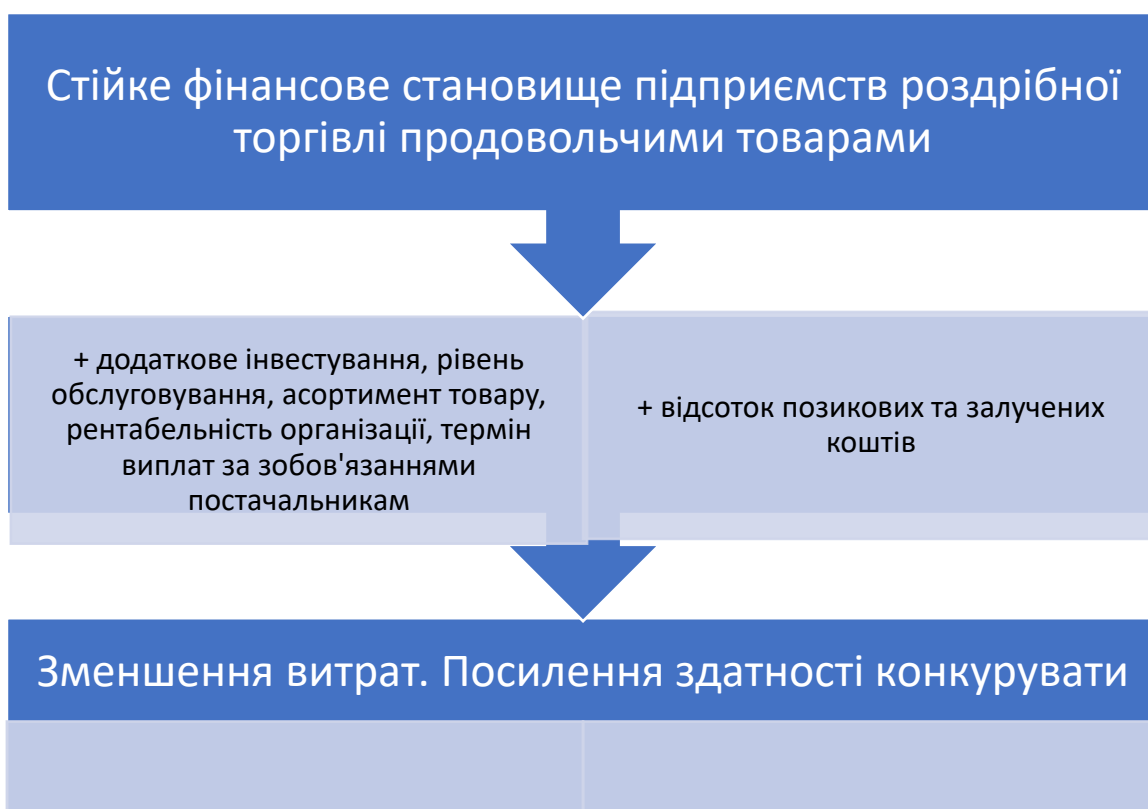 Стійке фінансове становище підприємств роздрібної
торгівлі продовольчими товарами
+ додаткове інвестування, рівень
обслуговування, асортимент товару,
рентабельність організації, термін
виплат за зобов'язаннями
постачальникам
+ відсоток позикових та залучених
коштів
Зменшення витрат. Посилення здатності конкурувати